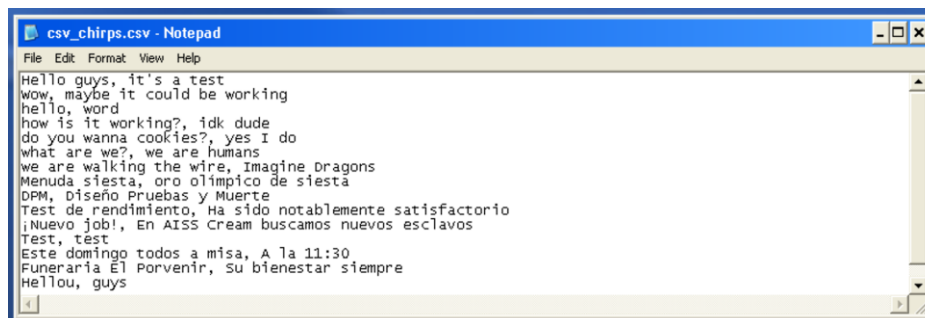 csv_chirps.csv - Notepad
File Edit Format View Help
Hello guys, it's a test
Wow, maybe it could be working
hello, word
how is it working?, idk dude
do you wanna cookies?, yes I do
what are we?, we are humans
we are walking the wire, Imagine Dragons
Menuda siesta, oro olímpico de siesta
DPM, Diseño Pruebas y Muerte
Test de rendimiento, Ha sido notablemente satisfactorio
¡Nuevo job!, En AISS Cream buscamos nuevos esclavos
Test, test
Este domingo todos a misa, A la 11:30
Funeraria El Porvenir, Su bienestar siempre
Hellou, guys